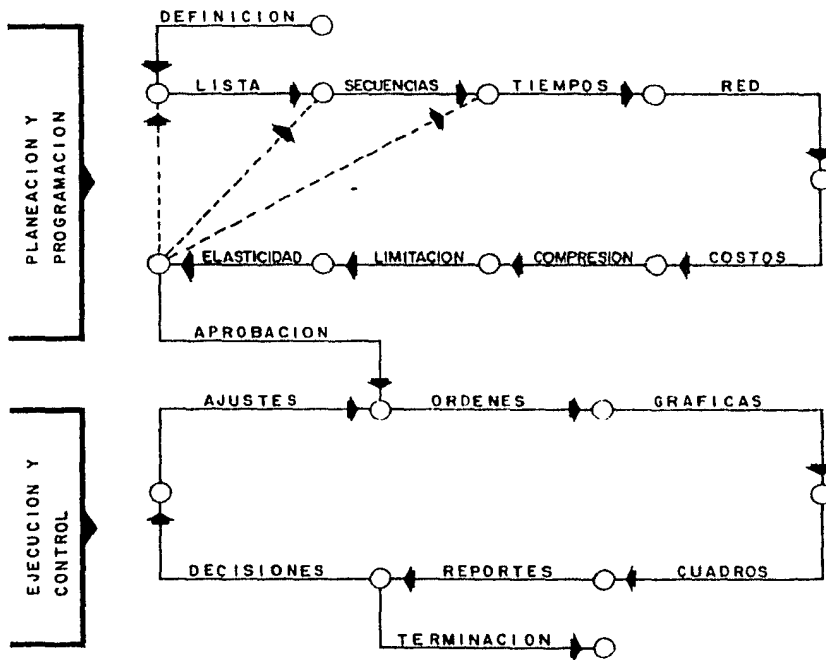 DEFINICION
LISTA
SECUENCIAS
TIEMPOS
RED
PLANEACION Y
PROGRAMACION
ELASTICIDAD
LIMITACION
COMPRESION
COSTOS
APROBACION
AJUSTES
ORDENES
GRAFICAS
EJECUCION Y
CONTROL
DECISIONES
REPORTES
CUADROS
TERMINACION